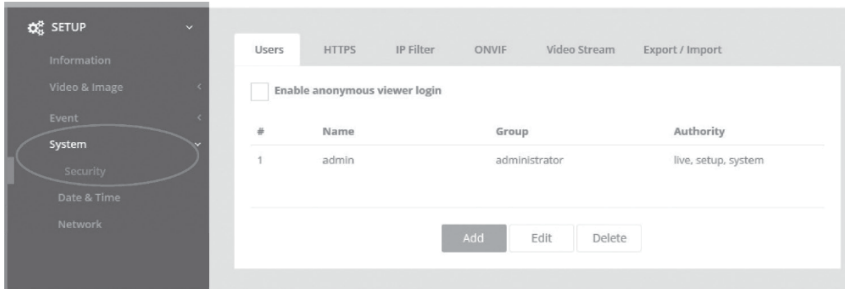 SETUP
Information
Video & Image
Event
System
Security
Date & Time
Network
Users HTTPS IP Filter ONVIF Video Stream Export / Import
Enable anonymous viewer login
# Name Group Authority
1 admin administrator live, setup, system
Add Edit Delete